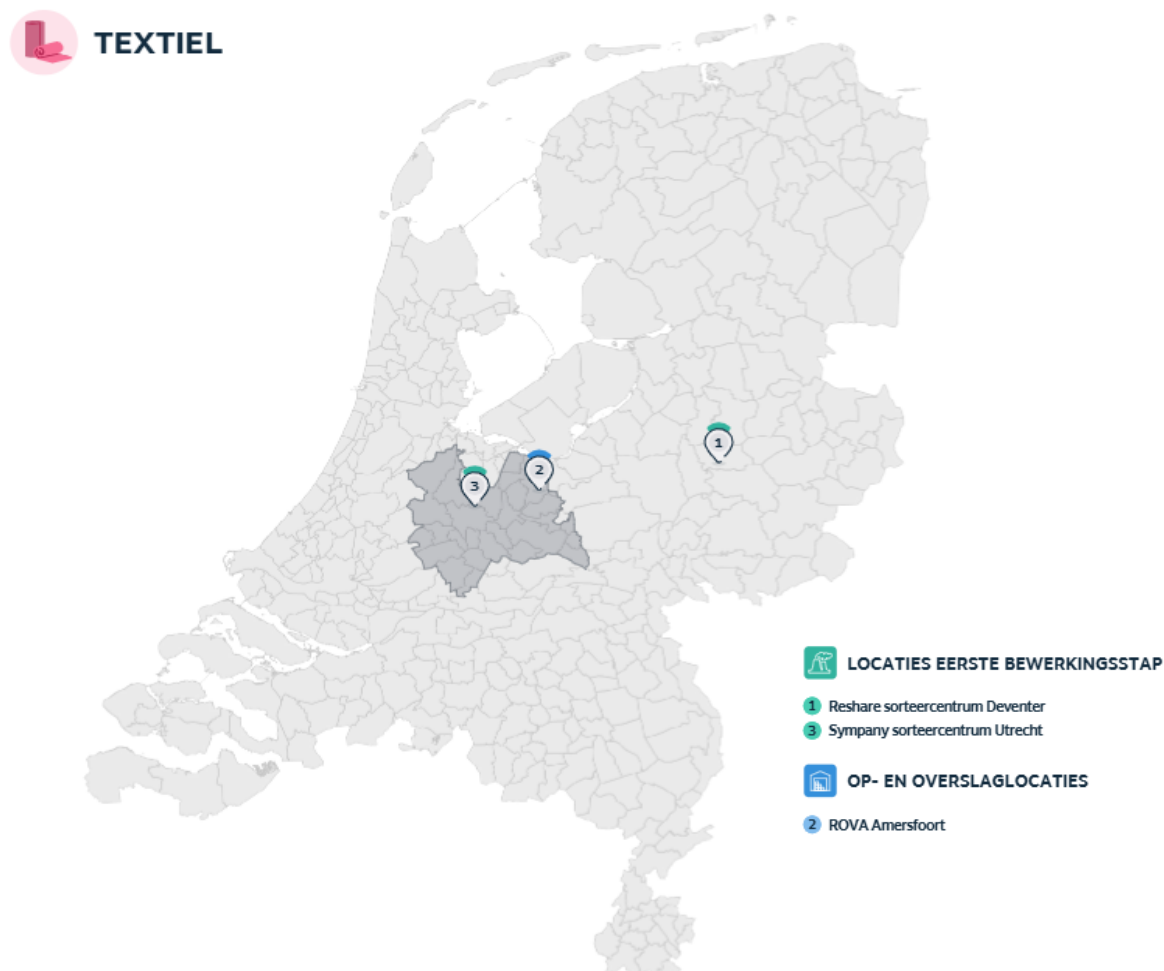 TEXTIEL
1
2
3
LOCATIES EERSTE BEWERKINGSSTAP
1 Reshare sorteercentrum Deventer
3 Sympany sorteercentrum Utrecht
OP- EN OVERSLAGLOCATIES
2 ROVA Amersfoort